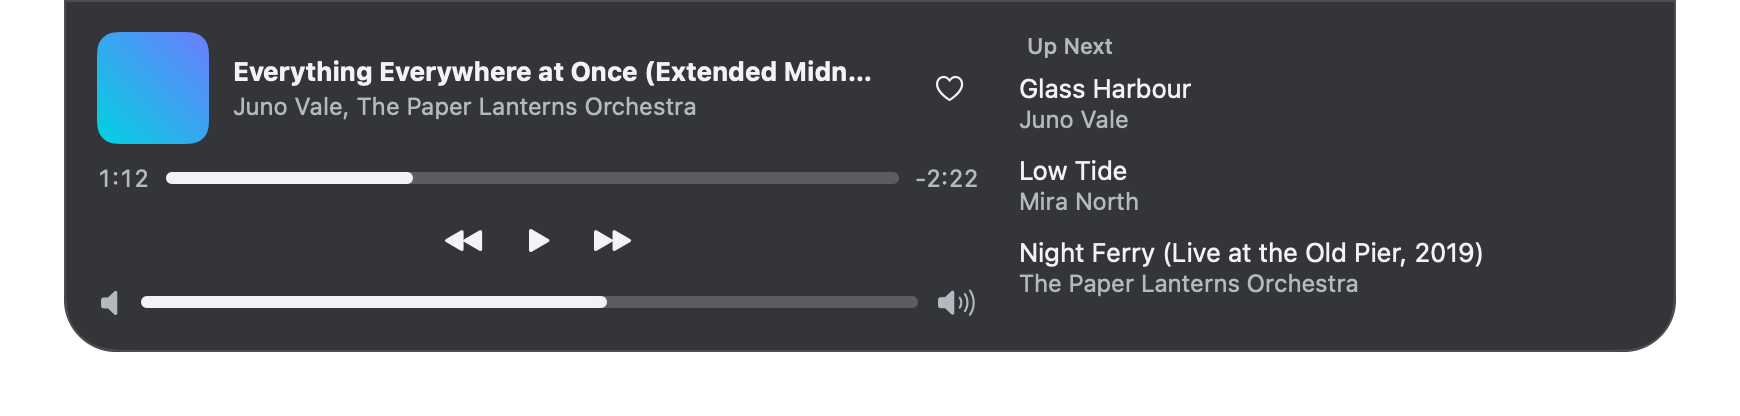 Everything Everywhere at Once (Extended Midn...
Juno Vale, The Paper Lanterns Orchestra
1:12
-2:22
Up Next
Glass Harbour
Juno Vale
Low Tide
Mira North
Night Ferry (Live at the Old Pier, 2019)
The Paper Lanterns Orchestra